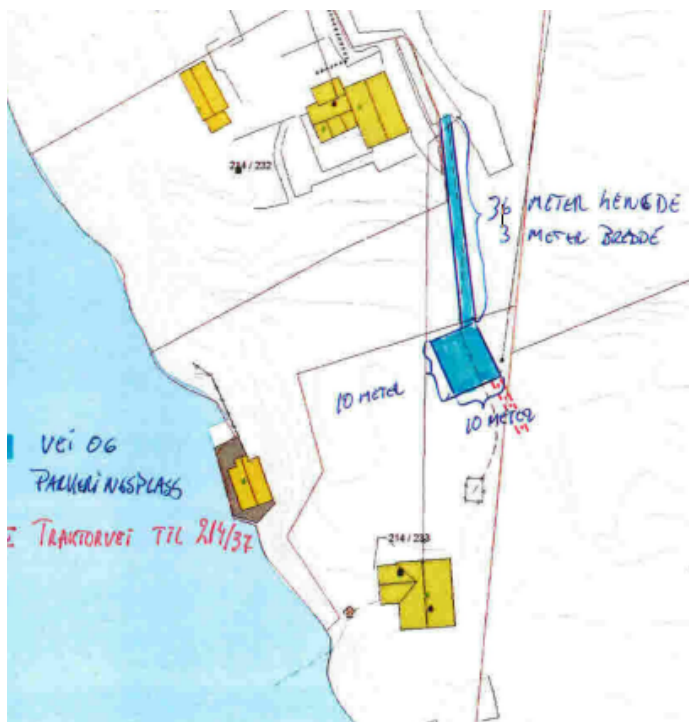 214 / 232
36 METER LENGDE
3 METER BREDDE
10 METER
10 METER
VEI OG
PARKERINGSPLASS
TRAKTORVEI TIL 214/37
214 / 233